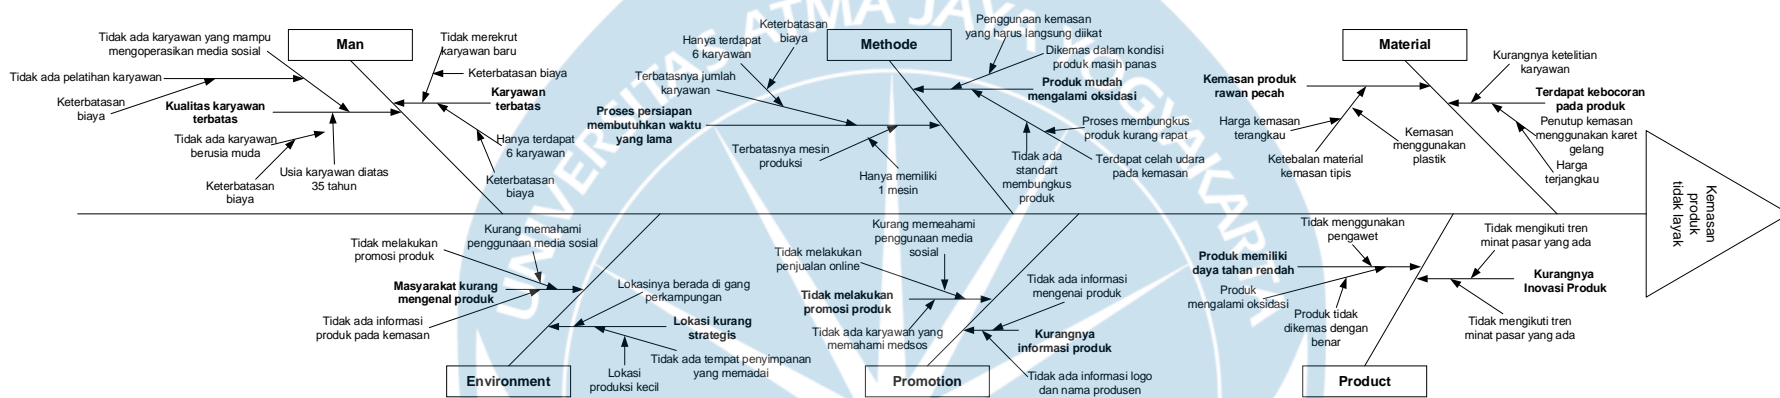 UNIVERSITAS ATMA JAYA YOGYAKARTA
Man
Tidak ada karyawan yang mampu
mengoperasikan media sosial
Tidak ada pelatihan karyawan
Keterbatasan
biaya
Kualitas karyawan
terbatas
Tidak ada karyawan
berusia muda
Keterbatasan
biaya
Usia karyawan diatas
35 tahun
Tidak merekrut
karyawan baru
Keterbatasan biaya
Karyawan
terbatas
Hanya terdapat
6 karyawan
Keterbatasan
biaya
Methode
Keterbatasan
biaya
Hanya terdapat
6 karyawan
Terbatasnya jumlah
karyawan
Proses persiapan
membutuhkan waktu
yang lama
Terbatasnya mesin
produksi
Hanya memiliki
1 mesin
Penggunaan kemasan
yang harus langsung diikat
Dikemas dalam kondisi
produk masih panas
Produk mudah
mengalami oksidasi
Proses membungkus
produk kurang rapat
Tidak ada
standart
membungkus
produk
Terdapat celah udara
pada kemasan
Material
Kemasan produk
rawan pecah
Harga kemasan
terangkau
Ketebalan material
kemasan tipis
Kemasan
menggunakan
plastik
Kurangnya ketelitian
karyawan
Terdapat kebocoran
pada produk
Penutup kemasan
menggunakan karet
gelang
Harga
terjangkau
Kemasan
produk
tidak layak
Kurang memahami
penggunaan media sosial
Tidak melakukan
promosi produk
Masyarakat kurang
mengenal produk
Tidak ada informasi
produk pada kemasan
Lokasinya berada di gang
perkampungan
Lokasi kurang
strategis
Tidak ada tempat penyimpanan
yang memadai
Lokasi
produksi kecil
Environment
Kurang memeahami
penggunaan media
sosial
Tidak melakukan
penjualan online
Tidak melakukan
promosi produk
Tidak ada karyawan yang
memahami medsos
Tidak ada informasi
mengenai produk
Kurangnya
informasi produk
Tidak ada informasi logo
dan nama produsen
Promotion
Tidak menggunakan
pengawet
Produk memiliki
daya tahan rendah
Produk
mengalami oksidasi
Produk tidak
dikemas dengan
benar
Tidak mengikuti tren
minat pasar yang ada
Kurangnya
Inovasi Produk
Tidak mengikuti tren
minat pasar yang ada
Product